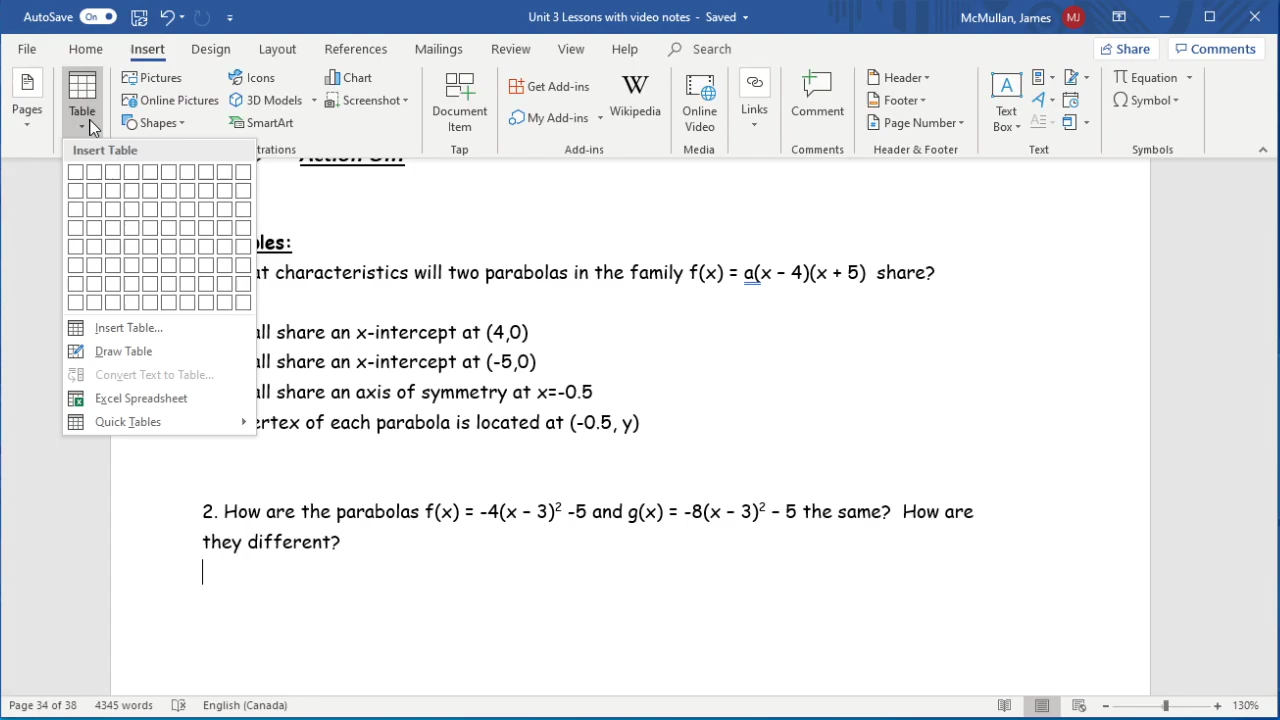 AutoSave On
Unit 3 Lessons with video notes - Saved
McMullan, James MJ
File Home Insert Design Layout References Mailings Review View Help Search
Share Comments
Pages
Table
Pictures
Online Pictures
Shapes
Icons
3D Models
SmartArt
Chart
Screenshot
Document
Item
Get Add-ins
My Add-ins
W
Wikipedia
Online
Video
Links
Comment
Header
Footer
Page Number
A
Text
Box
Equation
Symbol
trations Tap Add-ins Media Comments Header & Footer Text Symbols
Insert Table
Insert Table...
Draw Table
Convert Text to Table...
Excel Spreadsheet
Quick Tables
bles:
at characteristics will two parabolas in the family f(x) = a(x – 4)(x + 5) share?
all share an x-intercept at (4,0)
all share an x-intercept at (-5,0)
all share an axis of symmetry at x=-0.5
ertex of each parabola is located at (-0.5, y)
2. How are the parabolas f(x) = -4(x – 3)² -5 and g(x) = -8(x – 3)² – 5 the same? How are
they different?
Page 34 of 38 4345 words English (Canada) 130%